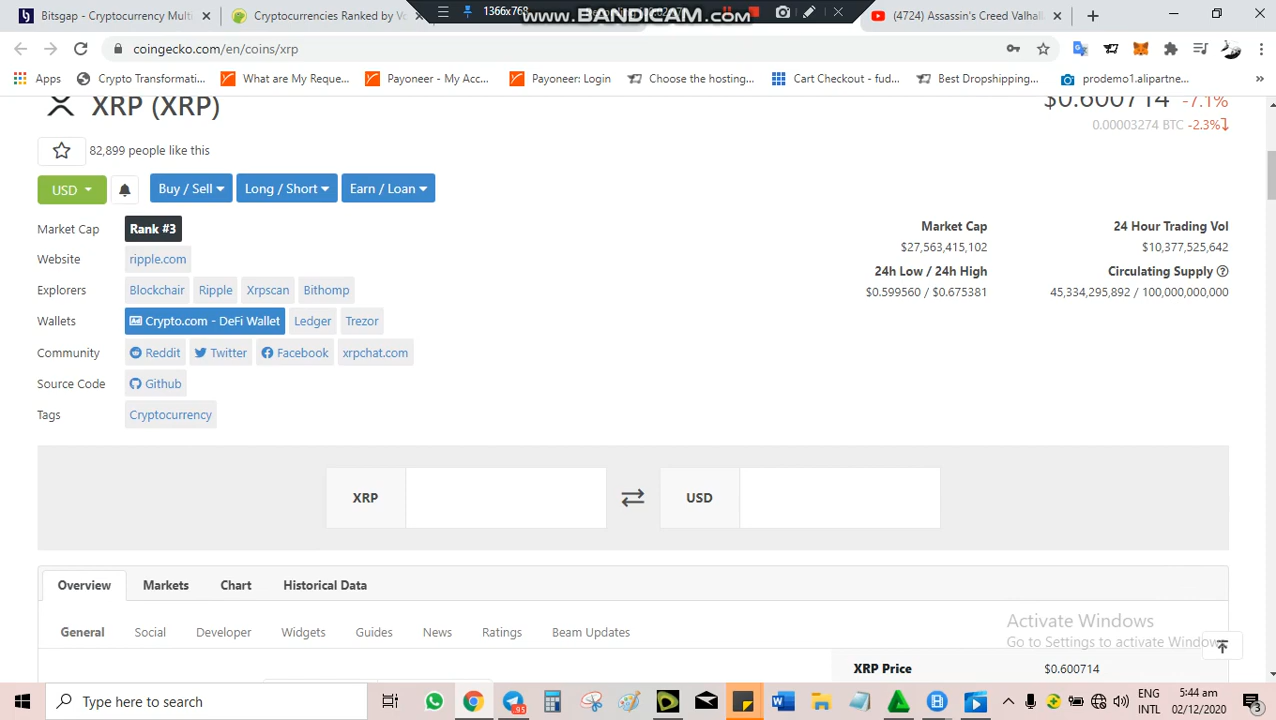 Bitsgap Cryptocurrency Multi
Cryptocurrencies Ranked by
1366x768
www.BANDICAM.com
(4724) Assassin's Creed Valhall
coingecko.com/en/coins/xrp
Apps
Crypto Transformati...
What are My Reque...
Payoneer - My Acco...
Payoneer: Login
Choose the hosting...
Cart Checkout - fud...
Best Dropshipping...
prodemo1.alipartne...
XRP (XRP)
$0.600714 -7.1%
0.00003274 BTC -2.3%
82,899 people like this
USD
Buy / Sell
Long / Short
Earn / Loan
Market Cap Rank #3
Website ripple.com
Explorers Blockchair Ripple Xrpscan Bithomp
Wallets Crypto.com - DeFi Wallet Ledger Trezor
Community Reddit Twitter Facebook xrpchat.com
Source Code Github
Tags Cryptocurrency
Market Cap 24 Hour Trading Vol
$27,563,415,102 $10,377,525,642
24h Low / 24h High Circulating Supply
$0.599560 / $0.675381 45,334,295,892 / 100,000,000,000
XRP USD
Overview Markets Chart Historical Data
General Social Developer Widgets Guides News Ratings Beam Updates
Activate Windows
Go to Settings to activate Window
XRP Price $0.600714
Type here to search
95
ENG
INTL
5:44 am
02/12/2020
3